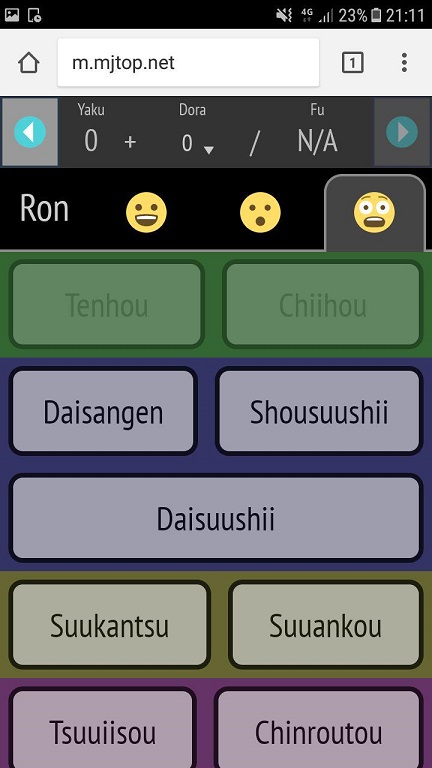 4G 23% 21:11
m.mjtop.net 1
Yaku Dora Fu
0 + 0 / N/A
Ron
Tenhou Chiihou
Daisangen Shousuushii
Daisuushii
Suukantsu Suuankou
Tsuuiisou Chinroutou